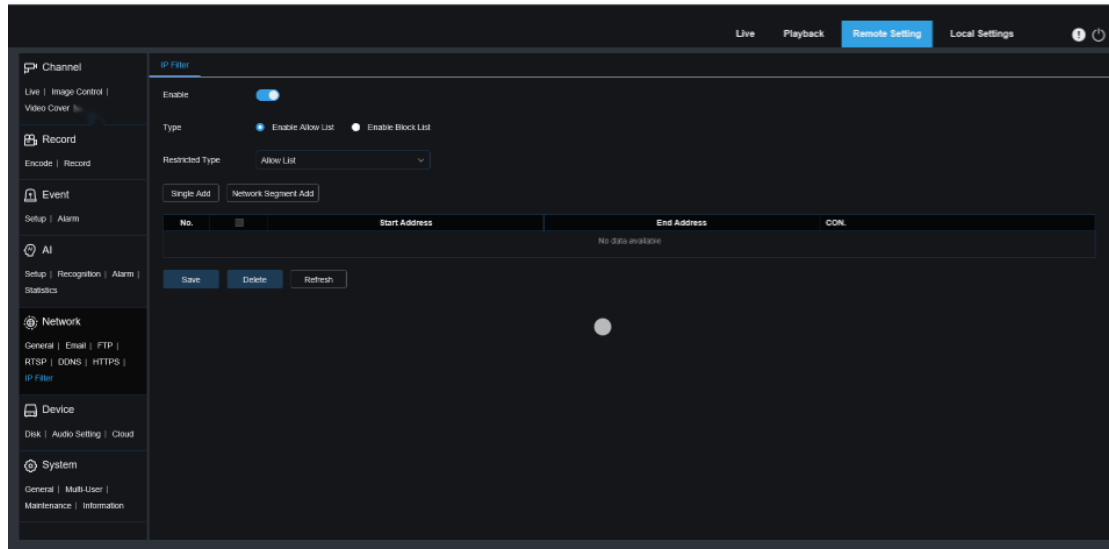 Live Playback Remote Setting Local Settings
Channel
Live | Image Control |
Video Cover
Record
Encode | Record
Event
Setup | Alarm
AI
Setup | Recognition | Alarm |
Statistics
Network
General | Email | FTP |
RTSP | DDNS | HTTPS |
IP Filter
Device
Disk | Audio Setting | Cloud
System
General | Multi-User |
Maintenance | Information
IP Filter
Enable
Type Enable Allow List Enable Block List
Restricted Type Allow List
Single Add Network Segment Add
No. Start Address End Address CON.
No data available
Save Delete Refresh